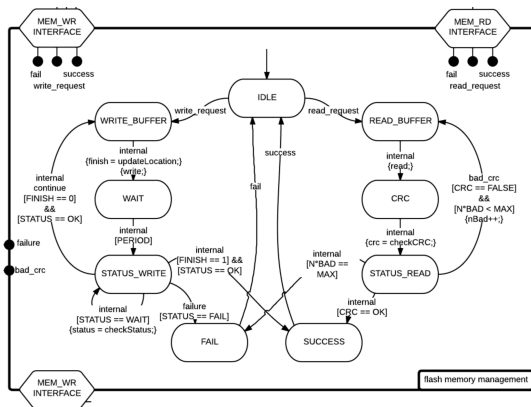 MEM_WR
INTERFACE
fail
success
write_request
MEM_RD
INTERFACE
fail
success
read_request
IDLE
write_request
read_request
WRITE_BUFFER
READ_BUFFER
internal
{finish = updateLocation;}
{write;}
internal
{read;}
success
fail
internal
continue
[FINISH == 0]
&&
[STATUS == OK]
bad_crc
[CRC == FALSE]
&&
[N°BAD < MAX]
{nBad++;}
WAIT
CRC
internal
[PERIOD]
internal
{crc = checkCRC;}
failure
bad_crc
STATUS_WRITE
internal
[FINISH == 1] &&
[STATUS == OK]
internal
[N°BAD ==
MAX]
STATUS_READ
internal
[STATUS == WAIT]
{status = checkStatus;}
failure
[STATUS == FAIL]
internal
[CRC == OK]
FAIL
SUCCESS
MEM_WR
INTERFACE
flash memory management